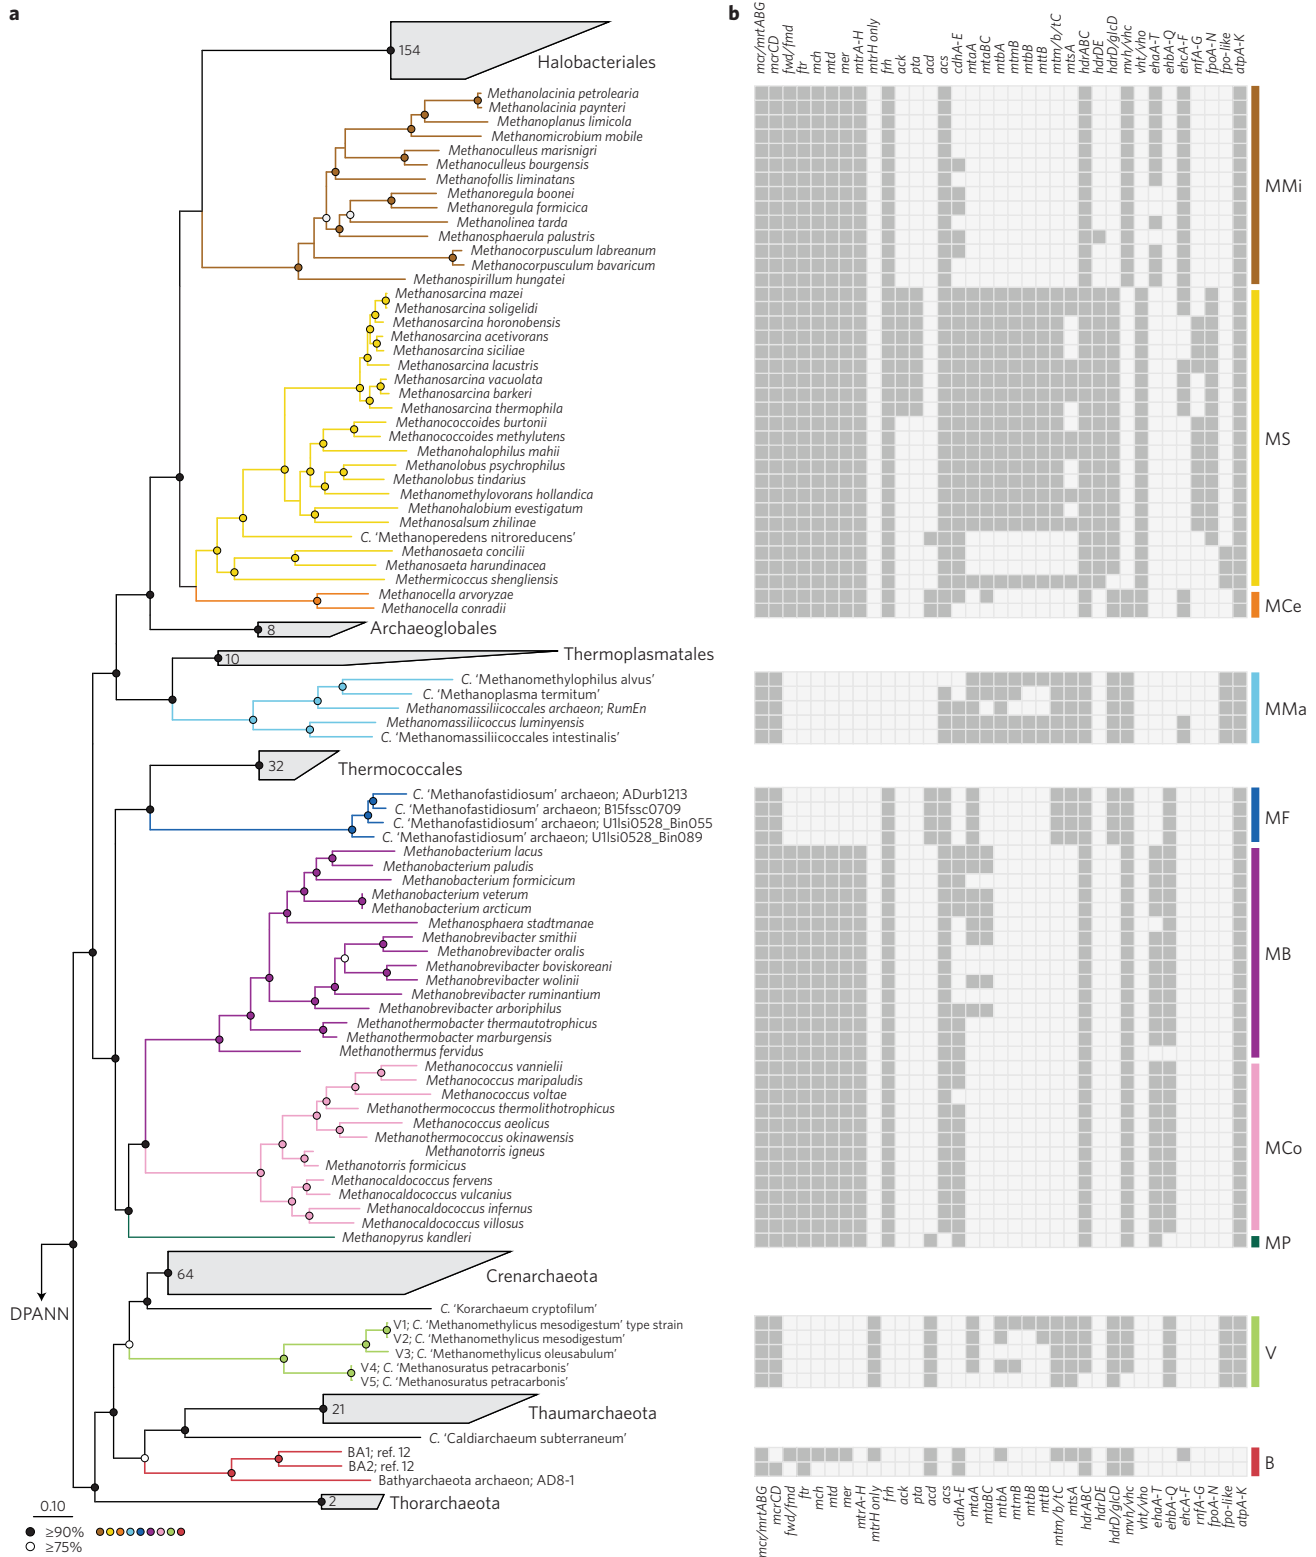 a
b
mcr/mrtABG
mcrCD
fwd/fmd
ftr
mch
mtd
mer
mtrA-H
mtrH only
frh
ack
pta
acd
acs
cdhA-E
mtaA
mtaBC
mtbA
mtmB
mtbB
mttB
mtm/b/tC
mtsA
hdrABC
hdrDE
hdrD/glcD
mvh/vhc
vht/vho
ehaA-T
ehbA-Q
ehcA-F
rnfA-G
fpoA-N
fpo-like
atpA-K
154
Halobacteriales
Methanolacinia petrolearia
Methanolacinia paynteri
Methanoplanus limicola
Methanomicrobium mobile
Methanoculleus marisnigri
Methanoculleus bourgensis
Methanofollis liminatans
Methanoregula boonei
Methanoregula formicica
Methanolinea tarda
Methanosphaerula palustris
Methanocorpusculum labreanum
Methanocorpusculum bavaricum
Methanospirillum hungatei
MMi
Methanosarcina mazei
Methanosarcina soligelidi
Methanosarcina horonobensis
Methanosarcina acetivorans
Methanosarcina siciliae
Methanosarcina lacustris
Methanosarcina vacuolata
Methanosarcina barkeri
Methanosarcina thermophila
Methanococcoides burtonii
Methanococcoides methylutens
Methanohalophilus mahii
Methanolobus psychrophilus
Methanolobus tindarius
Methanomethylovorans hollandica
Methanohalobium evestigatum
Methanosalsum zhilinae
C. 'Methanoperedens nitroreducens'
Methanosaeta concilii
Methanosaeta harundinacea
Methermicoccus shengliensis
MS
Methanocella arvoryzae
Methanocella conradii
MCe
8
Archaeoglobales
10
Thermoplasmatales
C. 'Methanomethylophilus alvus'
C. 'Methanoplasma termitum'
Methanomassiliicoccales archaeon; RumEn
Methanomassiliicoccus luminyensis
C. 'Methanomassiliicoccales intestinalis'
MMa
32
Thermococcales
C. 'Methanofastidiosum' archaeon; ADurb1213
C. 'Methanofastidiosum' archaeon; B15fssc0709
C. 'Methanofastidiosum' archaeon; U1lsi0528_Bin055
C. 'Methanofastidiosum' archaeon; U1lsi0528_Bin089
MF
Methanobacterium lacus
Methanobacterium paludis
Methanobacterium formicicum
Methanobacterium veterum
Methanobacterium arcticum
Methanosphaera stadtmanae
Methanobrevibacter smithii
Methanobrevibacter oralis
Methanobrevibacter boviskoreani
Methanobrevibacter wolinii
Methanobrevibacter ruminantium
Methanobrevibacter arboriphilus
Methanothermobacter thermautotrophicus
Methanothermobacter marburgensis
Methanothermus fervidus
MB
Methanococcus vannielii
Methanococcus maripaludis
Methanococcus voltae
Methanothermococcus thermolithotrophicus
Methanococcus aeolicus
Methanothermococcus okinawensis
Methanotorris igneus
Methanotorris formicicus
Methanocaldococcus fervens
Methanocaldococcus vulcanius
Methanocaldococcus infernus
Methanocaldococcus villosus
MCo
Methanopyrus kandleri
MP
DPANN
64
Crenarchaeota
C. 'Korarchaeum cryptofilum'
V1; C. 'Methanomethylicus mesodigestum' type strain
V2; C. 'Methanomethylicus mesodigestum'
V3; C. 'Methanomethylicus oleusabulum'
V4; C. 'Methanosuratus petracarbonis'
V5; C. 'Methanosuratus petracarbonis'
V
21
Thaumarchaeota
C. 'Caldiarchaeum subterraneum'
BA1; ref. 12
BA2; ref. 12
Bathyarchaeota archaeon; AD8-1
B
2
Thorarchaeota
0.10
≥90%
≥75%
mcr/mrtABG
mcrCD
fwd/fmd
ftr
mch
mtd
mer
mtrA-H
mtrH only
frh
ack
pta
acd
acs
cdhA-E
mtaA
mtaBC
mtbA
mtmB
mtbB
mttB
mtm/b/tC
mtsA
hdrABC
hdrDE
hdrD/glcD
mvh/vhc
vht/vho
ehaA-T
ehbA-Q
ehcA-F
rnfA-G
fpoA-N
fpo-like
atpA-K